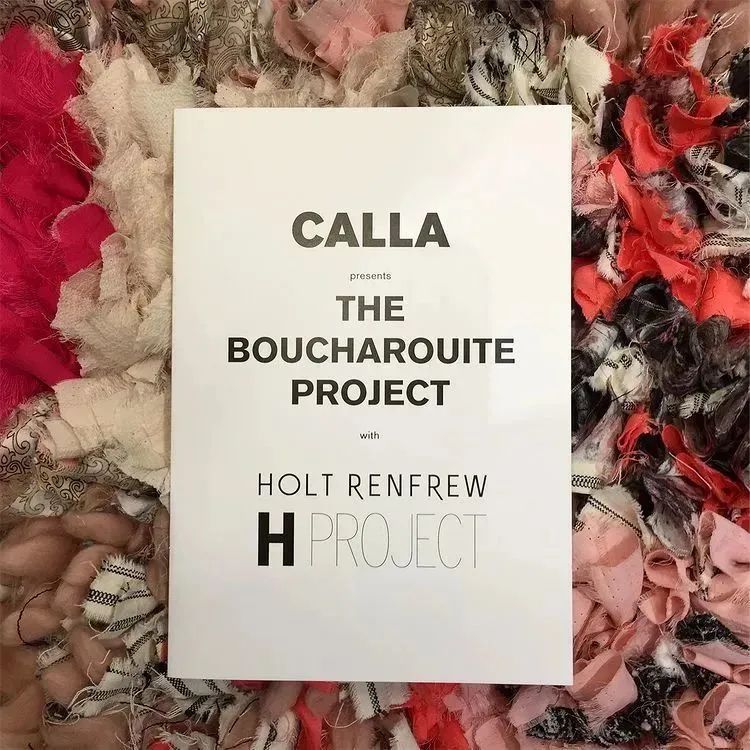 CALLA
presents
THE
BOUCHAROUITE
PROJECT
with
HOLT RENFREW
H PROJECT